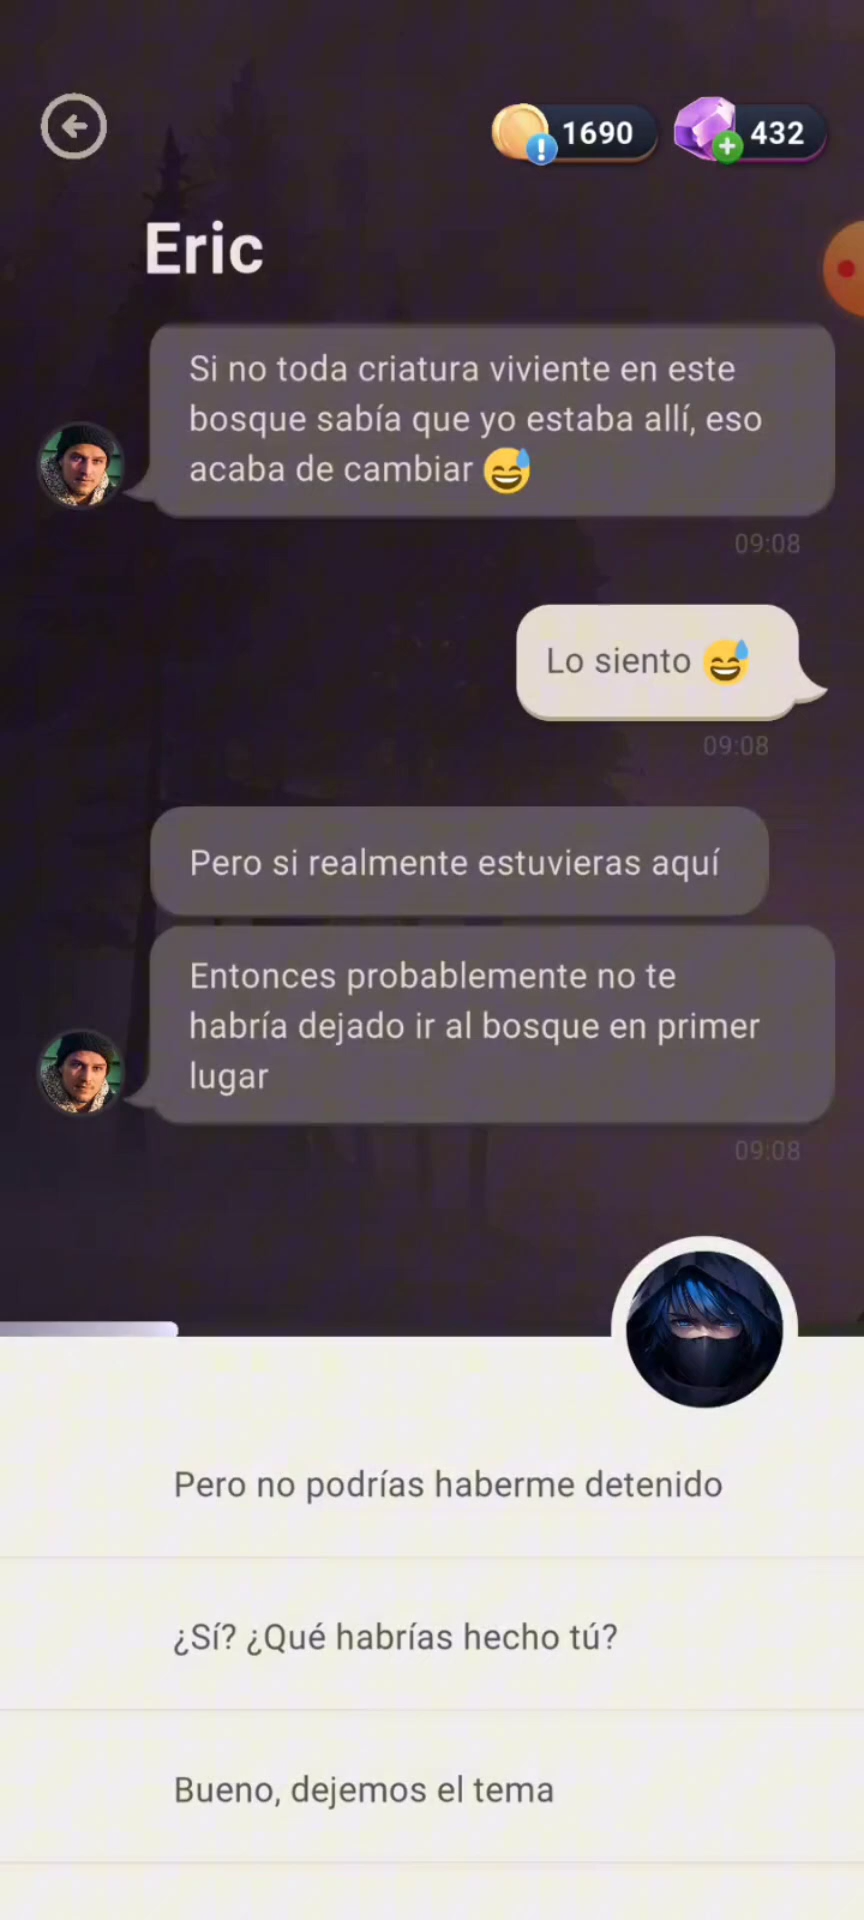 1690
432
Eric
Si no toda criatura viviente en este
bosque sabía que yo estaba allí, eso
acaba de cambiar 😅
09:08
Lo siento 😅
09:08
Pero si realmente estuvieras aquí
Entonces probablemente no te
habría dejado ir al bosque en primer
lugar
09:08
Pero no podrías haberme detenido
¿Sí? ¿Qué habrías hecho tú?
Bueno, dejemos el tema